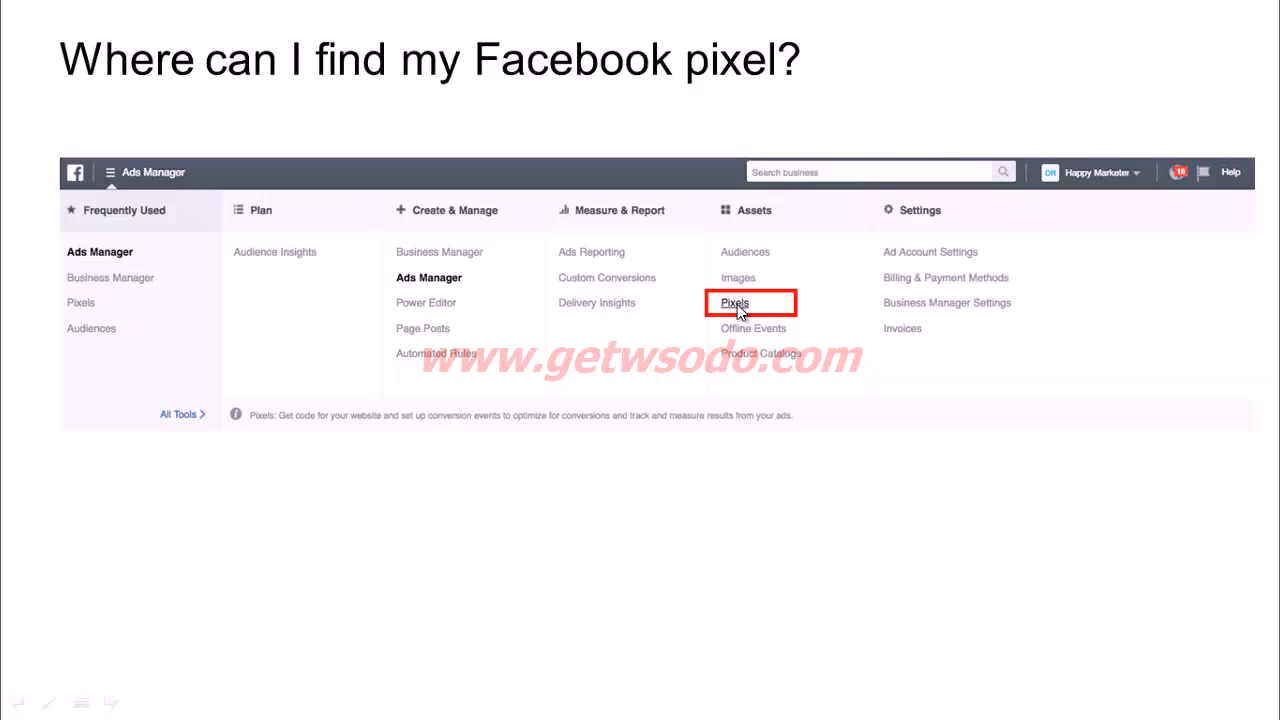 Where can I find my Facebook pixel?
Ads Manager
Search business
DR
Happy Marketer
18
Help
Frequently Used
Ads Manager
Business Manager
Pixels
Audiences
All Tools
Plan
Audience Insights
Create & Manage
Business Manager
Ads Manager
Power Editor
Page Posts
Automated Rules
Measure & Report
Ads Reporting
Custom Conversions
Delivery Insights
Assets
Audiences
Images
Pixels
Offline Events
Product Catalogs
Settings
Ad Account Settings
Billing & Payment Methods
Business Manager Settings
Invoices
www.getwsodo.com
Pixels: Get code for your website and set up conversion events to optimize for conversions and track and measure results from your ads.